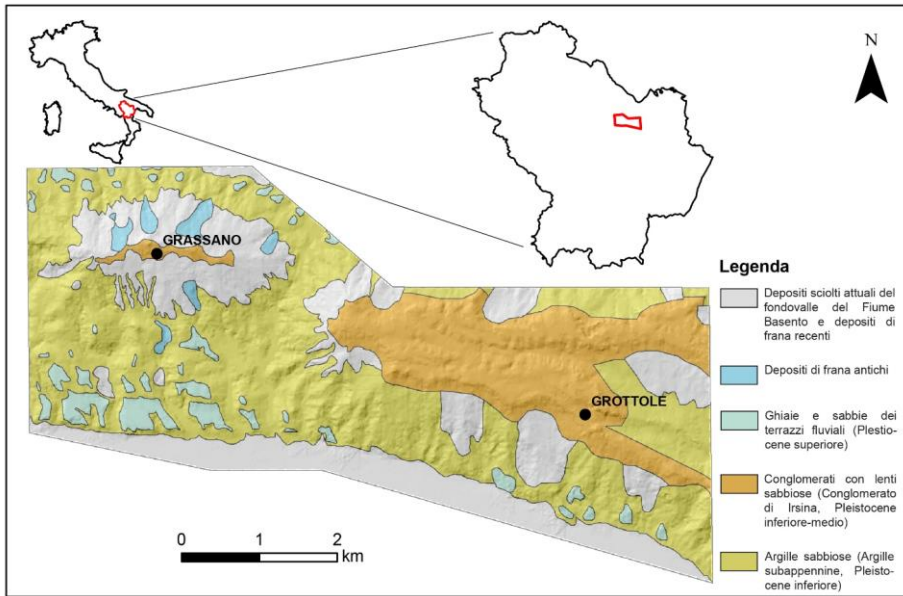 N
GRASSANO
GROTTOLE
0 1 2
km
Legenda
Depositi sciolti attuali del
fondovalle del Fiume
Basento e depositi di
frana recenti
Depositi di frana antichi
Ghiaie e sabbie dei
terrazzi fluviali (Plestio-
cene superiore)
Conglomerati con lenti
sabbiose (Conglomerato
di Irsina, Pleistocene
inferiore-medio)
Argille sabbiose (Argille
subappennine, Pleisto-
cene inferiore)